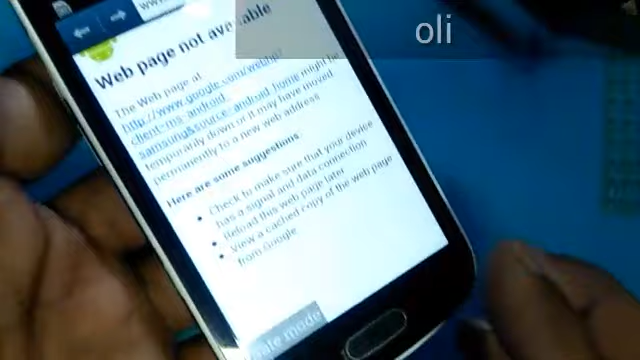 oli
www.
Web page not available
The Web page at
http://www.google.com/webhp?
client=ms-android-
samsung&source=android-home might be
temporarily down or it may have moved
permanently to a new web address
Here are some suggestions
Check to make sure that your device
has a signal and data connection
Reload this web page later
View a cached copy of the web page
from Google
Safe mode